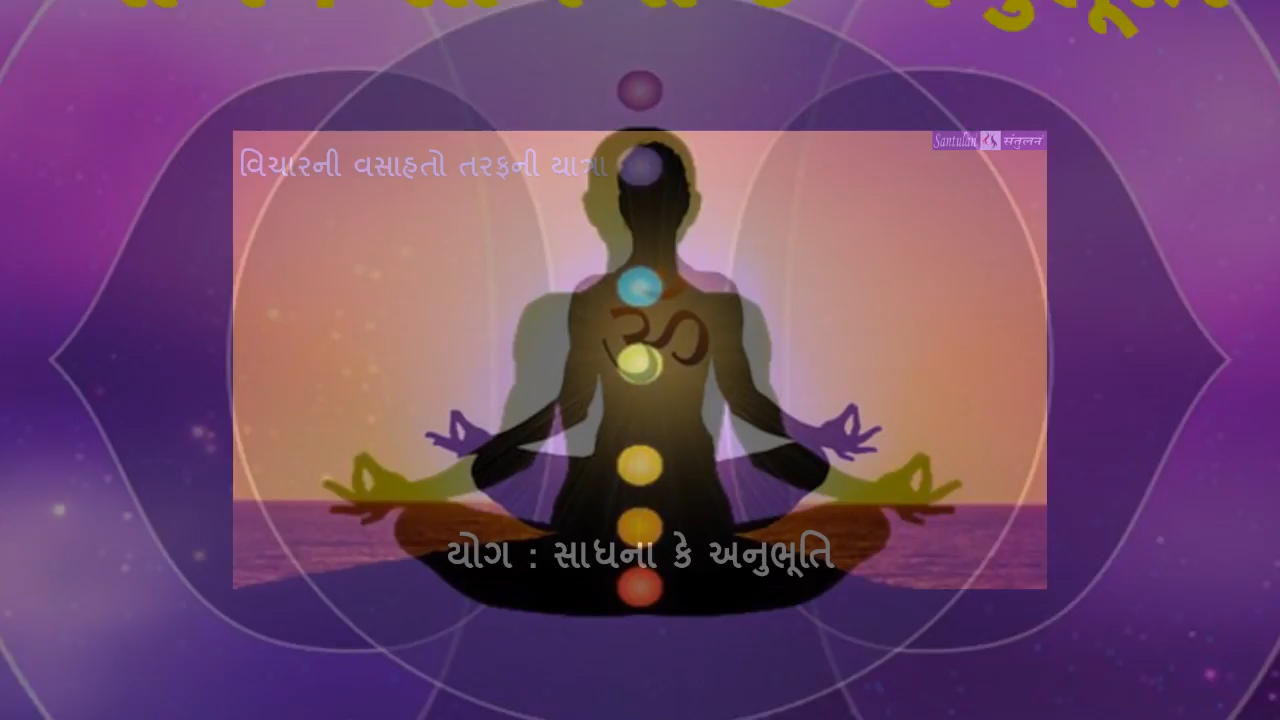 Santulan संतुलन
વિચારની વસાહતો તરફની યાત્રા
ૐ
યોગ : સાધના કે અનુભૂતિ